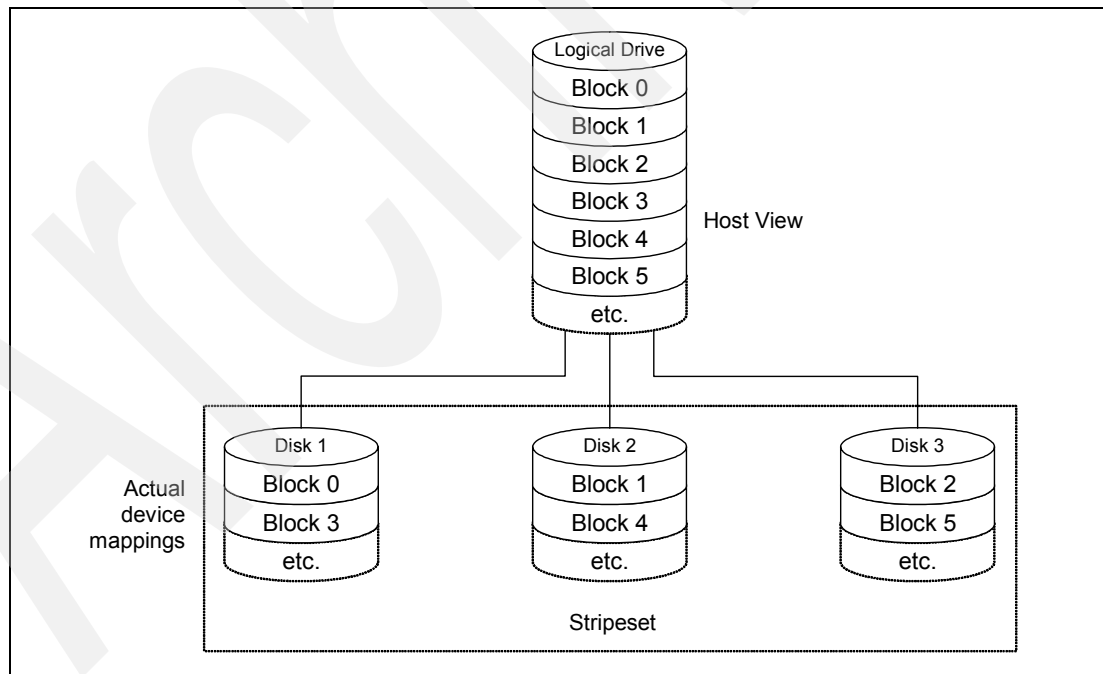 Logical Drive
Block 0
Block 1
Block 2
Block 3
Block 4
Block 5
etc.
Host View
Actual
device
mappings
Disk 1
Block 0
Block 3
etc.
Disk 2
Block 1
Block 4
etc.
Disk 3
Block 2
Block 5
etc.
Stripeset